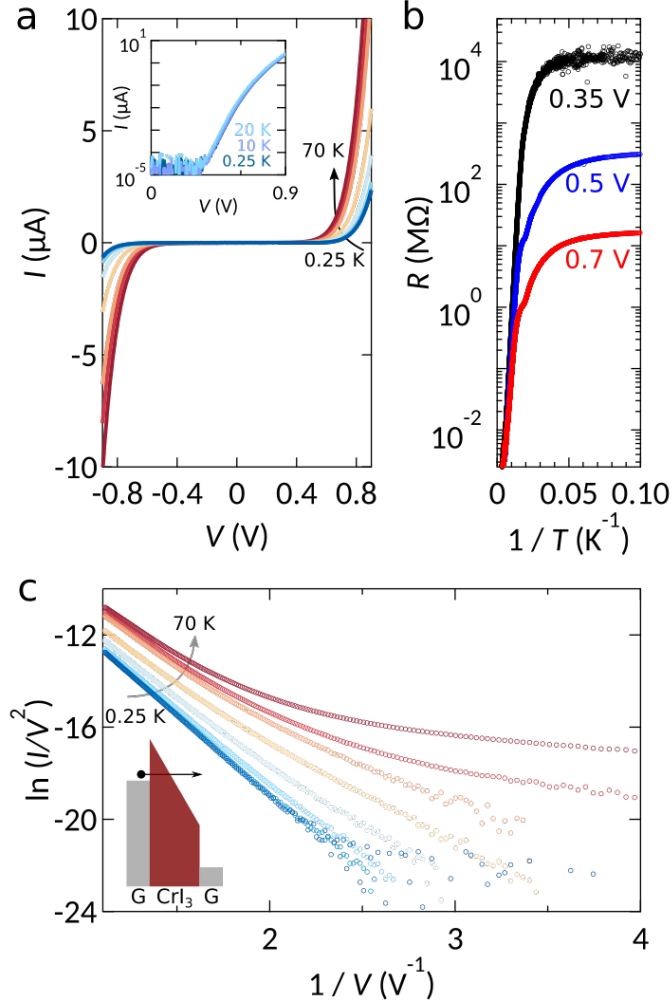 a
10
5
0
-5
-10
I (μA)
-0.8
-0.4
0
0.4
0.8
V (V)
10^1
10^-5
I (μA)
20 K
10 K
0.25 K
0
0.9
V (V)
70 K
0.25 K
b
10^4
10^2
10^0
10^-2
R (MΩ)
0.35 V
0.5 V
0.7 V
0
0.05
0.10
1 / T (K^-1)
c
-12
-16
-20
-24
ln (I/V^2)
70 K
0.25 K
G CrI_3 G
2
3
4
1 / V (V^-1)